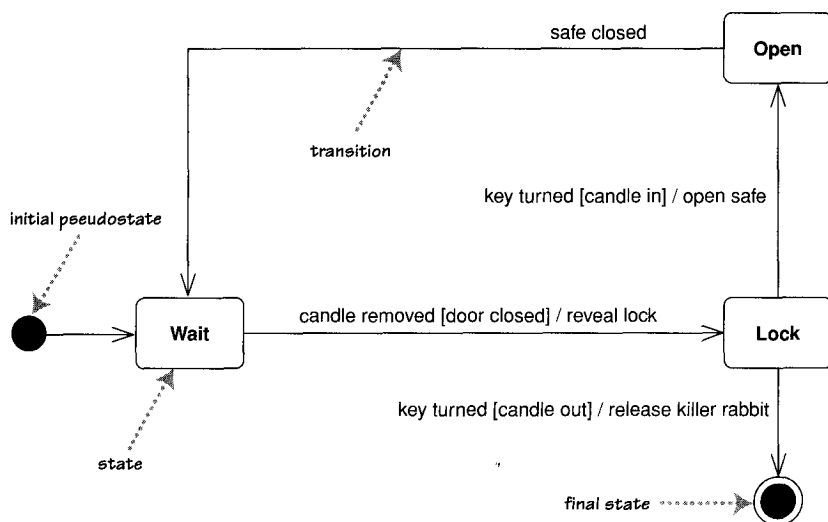 safe closed
Open
transition
key turned [candle in] / open safe
initial pseudostate
Wait
candle removed [door closed] / reveal lock
Lock
key turned [candle out] / release killer rabbit
state
final state